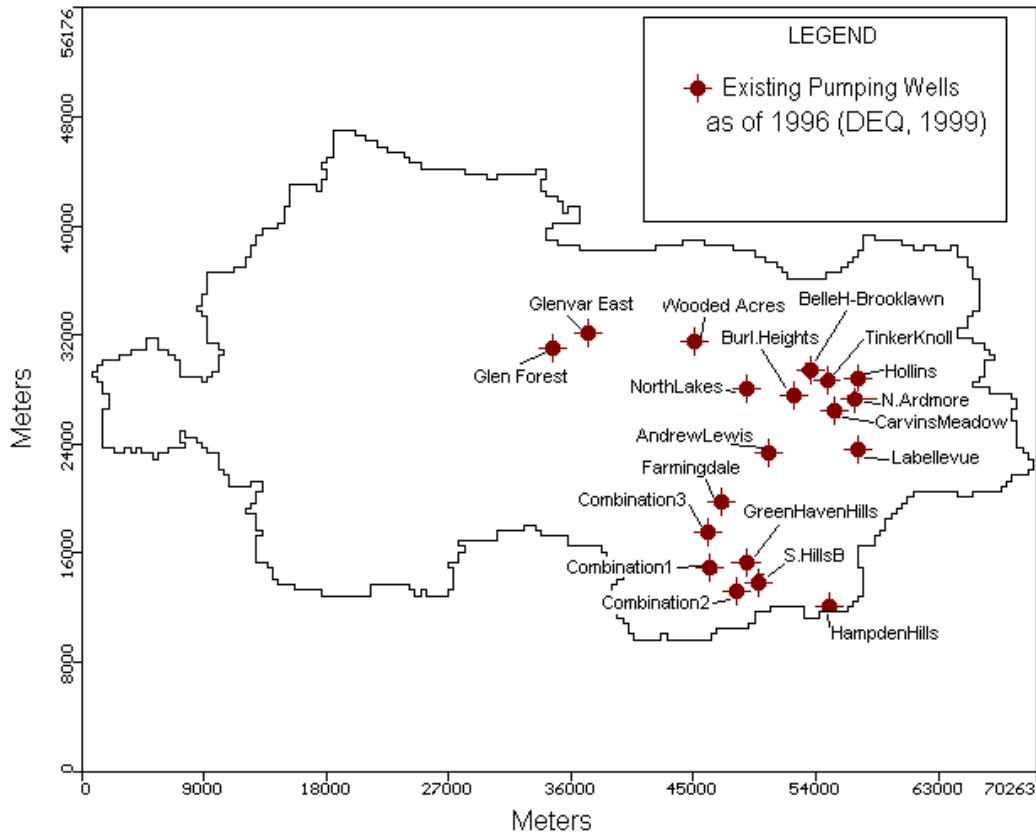 LEGEND
Existing Pumping Wells
as of 1996 (DEQ, 1999)
56176
48000
40000
32000
24000
16000
8000
0
Meters
Glenvar East
Glen Forest
Wooded Acres
BelleH-Brooklawn
Burl.Heights
TinkerKnoll
Hollins
NorthLakes
N.Ardmore
CarvinsMeadow
AndrewLewis
Labellevue
Farmingdale
Combination3
GreenHavenHills
Combination1
S.HillsB
Combination2
HampdenHills
0 9000 18000 27000 36000 45000 54000 63000 70263
Meters